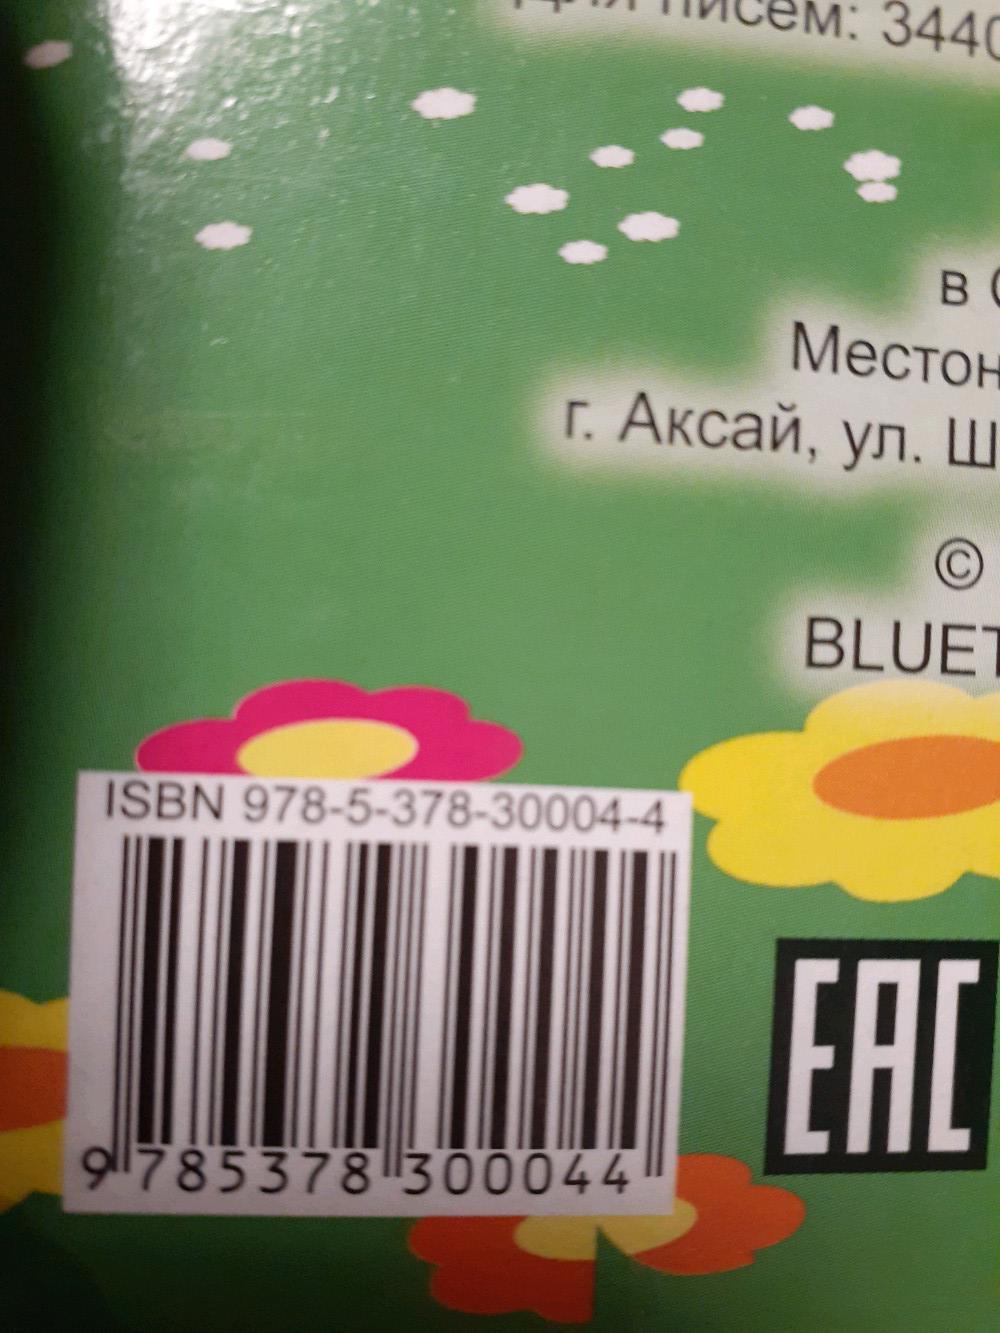 для писем: 3440
в
Местон
г. Аксай, ул. Ш
©
BLUET
ISBN 978-5-378-30004-4
EAC
9 785378 300044